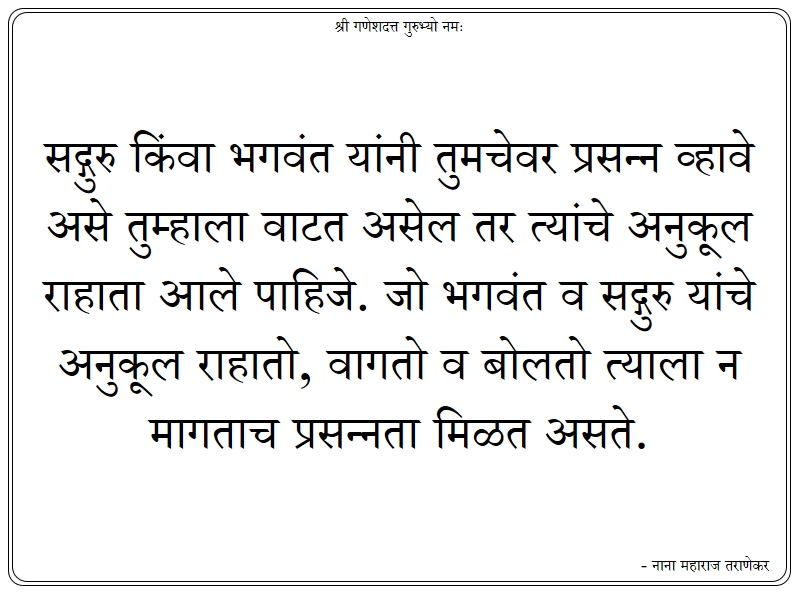 श्री गणेशदत्त गुरुभ्यो नमः
सद्गुरु किंवा भगवंत यांनी तुमचेवर प्रसन्न व्हावे
असे तुम्हाला वाटत असेल तर त्यांचे अनुकूल
राहाता आले पाहिजे. जो भगवंत व सद्गुरु यांचे
अनुकूल राहातो, वागतो व बोलतो त्याला न
मागताच प्रसन्नता मिळत असते.
- नाना महाराज तराणेकर